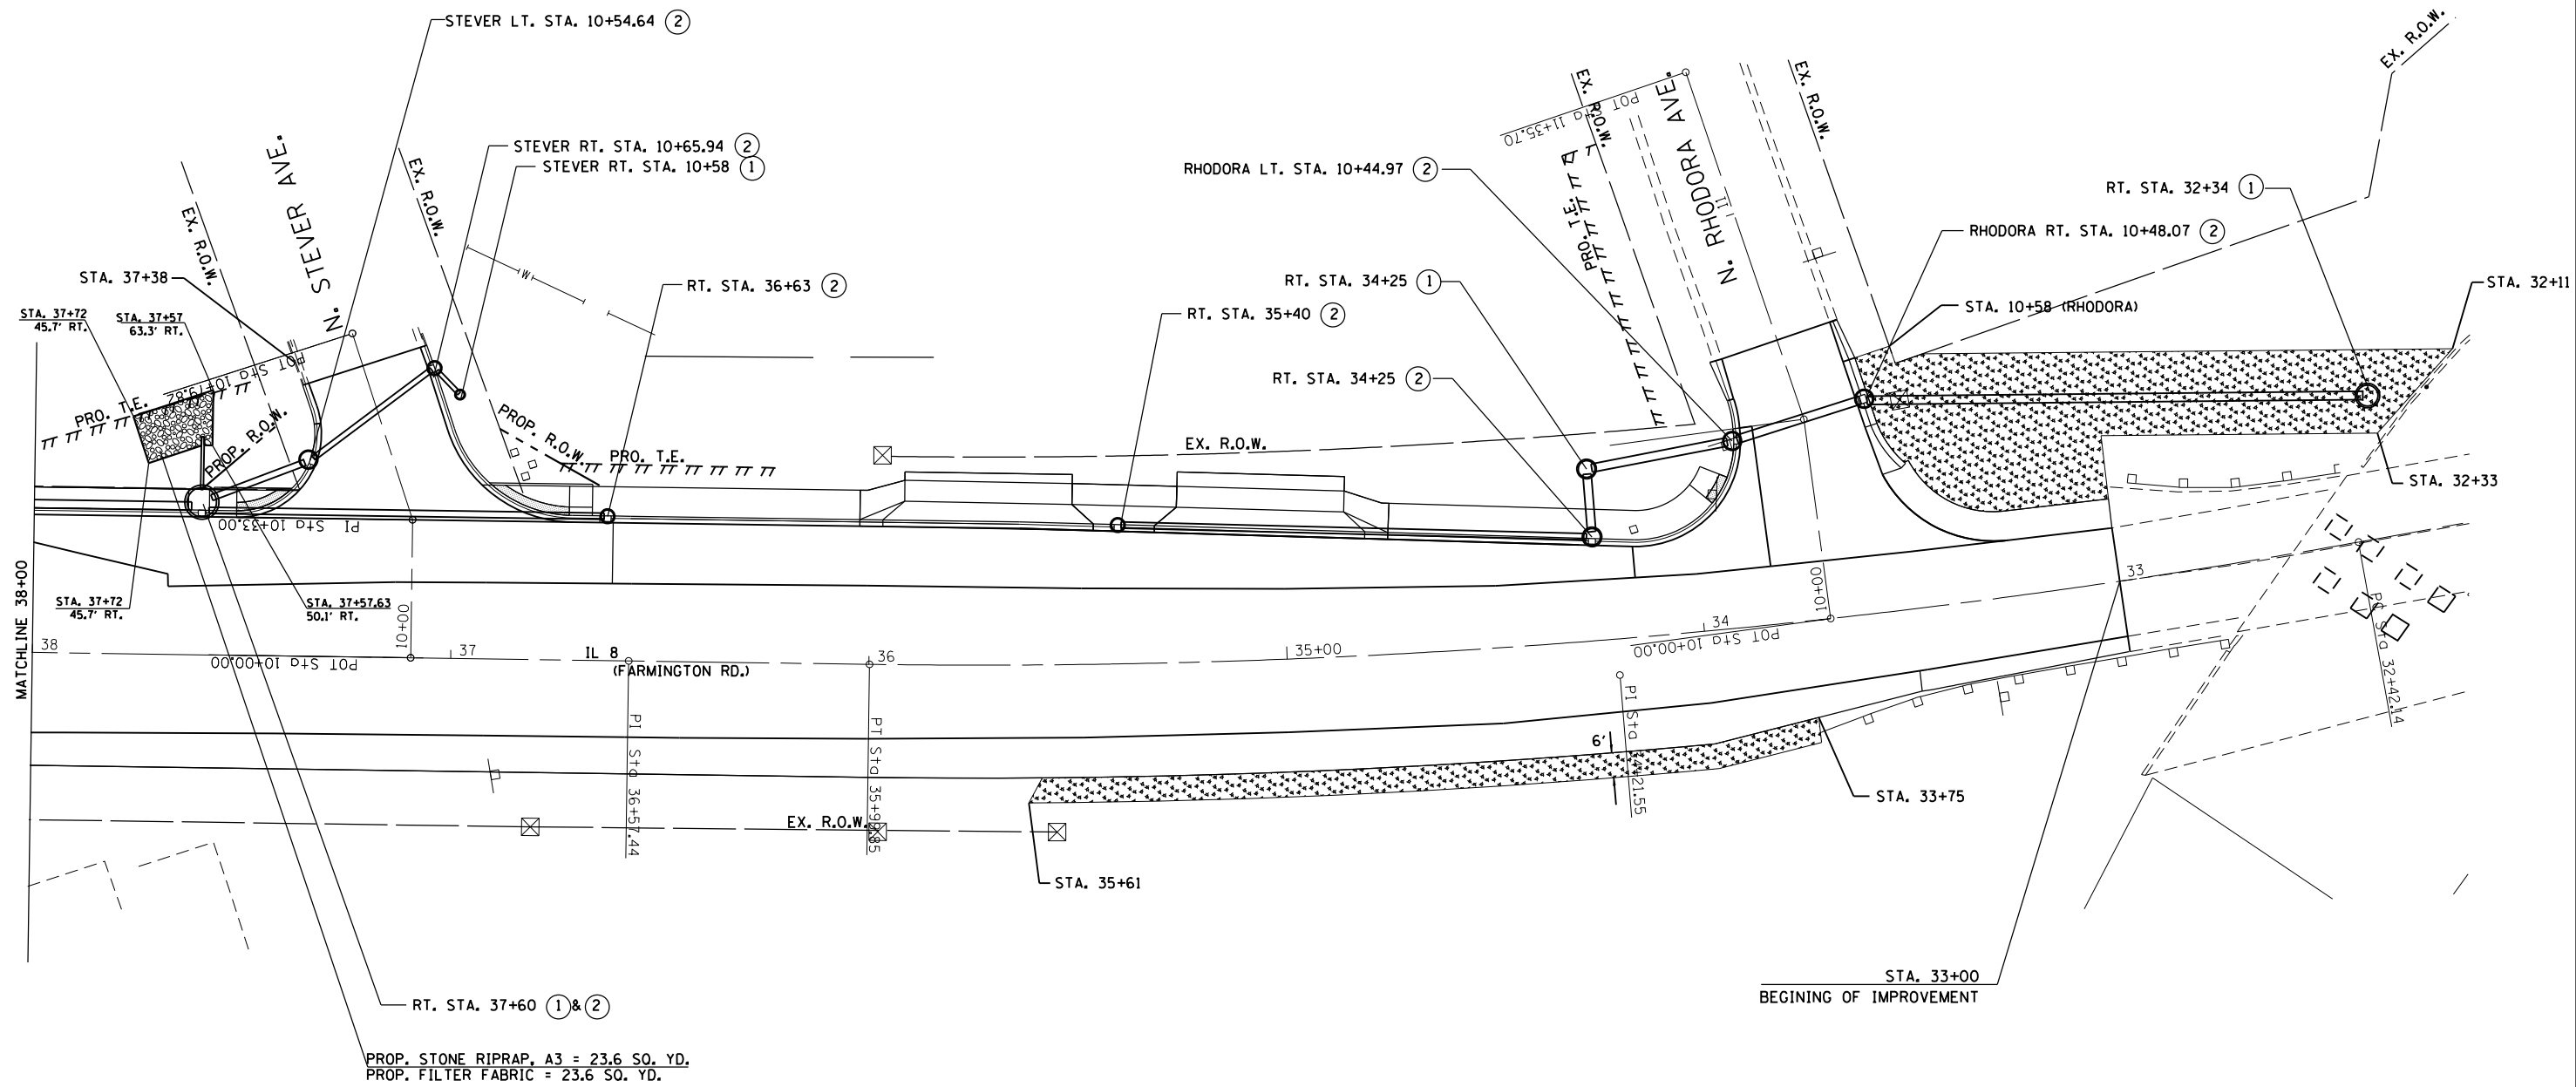 STEVER LT. STA. 10+54.64 2
STEVER RT. STA. 10+65.94 2
STEVER RT. STA. 10+58 1
N. STEVER AVE.
EX. R.O.W.
EX. R.O.W.
STA. 37+38
STA. 37+72
45.7' RT.
STA. 37+57
63.3' RT.
POT Sta 10+79.82
PRO. T.E.
PROP. R.O.W.
PROP. R.O.W.
PRO. T.E.
W
RT. STA. 36+63 2
RT. STA. 35+40 2
RT. STA. 34+25 1
RT. STA. 34+25 2
RHODORA LT. STA. 10+44.97 2
EX. R.O.W.
POT Sta 11+35.70
EX. R.O.W.
PRO. T.E.
PRO. T.E.
N. RHODORA AVE.
11
EX. R.O.W.
EX. R.O.W.
RT. STA. 32+34 1
RHODORA RT. STA. 10+48.07 2
STA. 10+58 (RHODORA)
STA. 32+11
STA. 32+33
PI Sta 10+33.00
MATCHLINE 38+00
STA. 37+72
45.7' RT.
STA. 37+57.63
50.1' RT.
10+00
38
37
POT Sta 10+00.00
IL 8
(FARMINGTON RD.)
36
35+00
34
POT Sta 10+00.00
10+00
33
PC Sta 32+42.14
PI Sta 36+57.44
PT Sta 35+99.85
PI Sta 34+21.55
6'
EX. R.O.W.
STA. 33+75
STA. 35+61
STA. 33+00
BEGINING OF IMPROVEMENT
RT. STA. 37+60 1 & 2
PROP. STONE RIPRAP, A3 = 23.6 SQ. YD.
PROP. FILTER FABRIC = 23.6 SQ. YD.